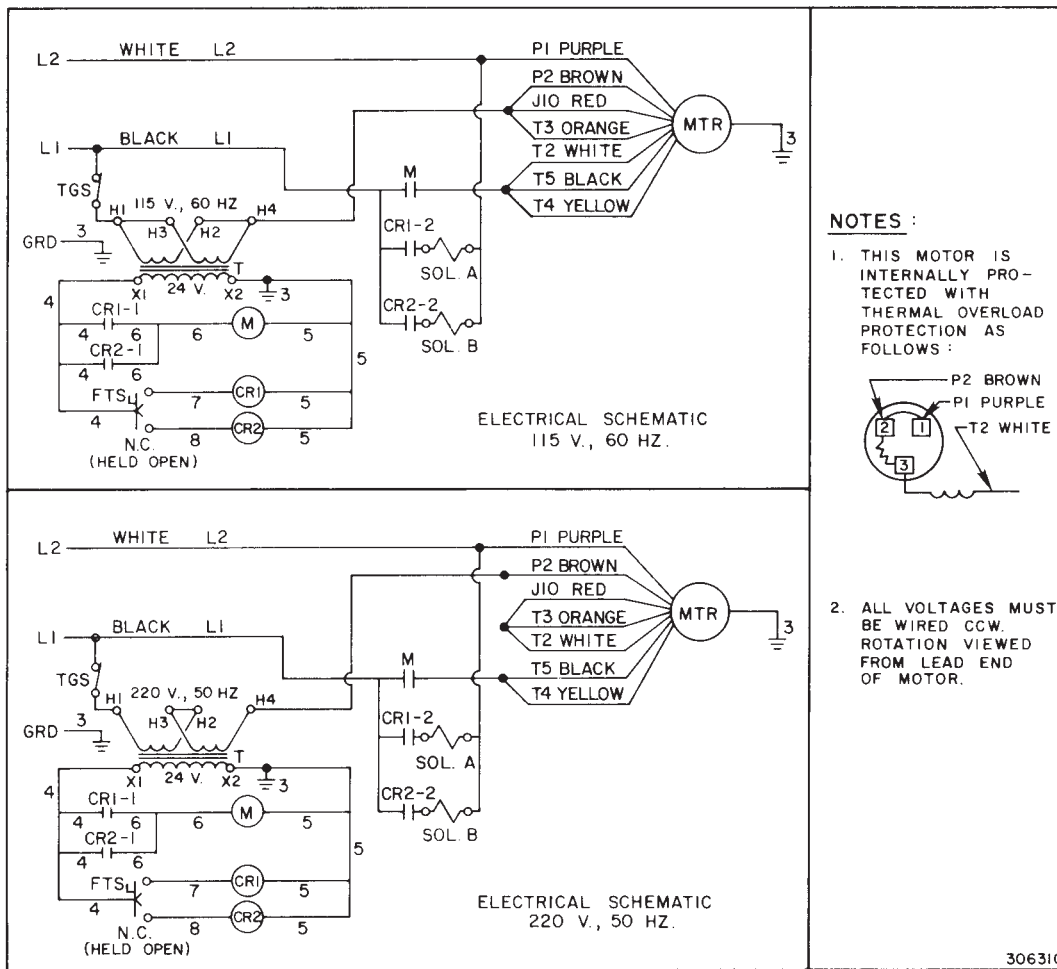 L2 WHITE L2
P1 PURPLE
P2 BROWN
J10 RED
T3 ORANGE
MTR
3
T2 WHITE
T5 BLACK
T4 YELLOW
L1 BLACK L1
M
TGS
H1 115 V., 60 HZ H4
H3 H2
GRD 3
T
X1 24 V. X2
3
CR1-2
SOL. A
CR2-2
SOL. B
4
CR1-1
4 6 6 M 5
CR2-1
4 6
5
FTS
7 CR1 5
4
8 CR2 5
N.C.
(HELD OPEN)
ELECTRICAL SCHEMATIC
115 V., 60 HZ.
L2 WHITE L2
P1 PURPLE
P2 BROWN
J10 RED
T3 ORANGE
MTR
3
T2 WHITE
T5 BLACK
T4 YELLOW
L1 BLACK L1
M
TGS
H1 220 V., 50 HZ H4
H3 H2
GRD 3
T
X1 24 V. X2
3
CR1-2
SOL. A
CR2-2
SOL. B
4
CR1-1
4 6 6 M 5
CR2-1
4 6
5
FTS
7 CR1 5
4
8 CR2 5
N.C.
(HELD OPEN)
ELECTRICAL SCHEMATIC
220 V., 50 HZ.
NOTES :
1. THIS MOTOR IS
INTERNALLY PRO-
TECTED WITH
THERMAL OVERLOAD
PROTECTION AS
FOLLOWS :
P2 BROWN
P1 PURPLE
T2 WHITE
2 1
3
2. ALL VOLTAGES MUST
BE WIRED CCW.
ROTATION VIEWED
FROM LEAD END
OF MOTOR.
306310